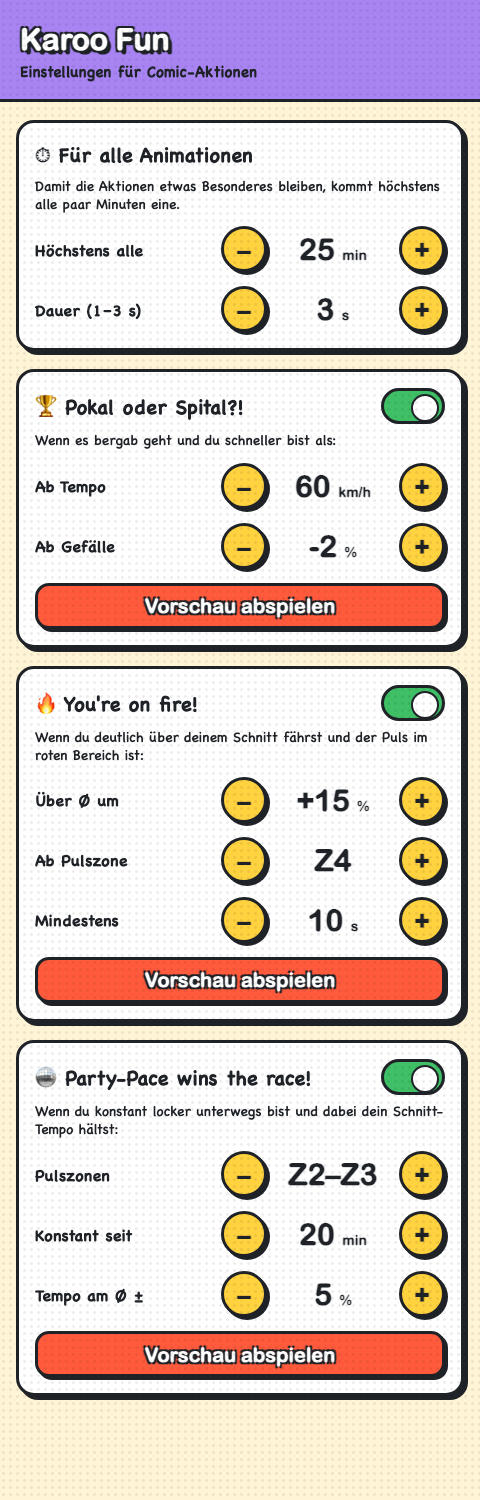 Karoo Fun
Einstellungen für Comic-Aktionen
⏱ Für alle Animationen
Damit die Aktionen etwas Besonderes bleiben, kommt höchstens
alle paar Minuten eine.
Höchstens alle – 25 min +
Dauer (1–3 s) – 3 s +
🏆 Pokal oder Spital?!
Wenn es bergab geht und du schneller bist als:
Ab Tempo – 60 km/h +
Ab Gefälle – -2 % +
Vorschau abspielen
🔥 You're on fire!
Wenn du deutlich über deinem Schnitt fährst und der Puls im
roten Bereich ist:
Über Ø um – +15 % +
Ab Pulszone – Z4 +
Mindestens – 10 s +
Vorschau abspielen
🪩 Party-Pace wins the race!
Wenn du konstant locker unterwegs bist und dabei dein Schnitt-
Tempo hältst:
Pulszonen – Z2–Z3 +
Konstant seit – 20 min +
Tempo am Ø ± – 5 % +
Vorschau abspielen